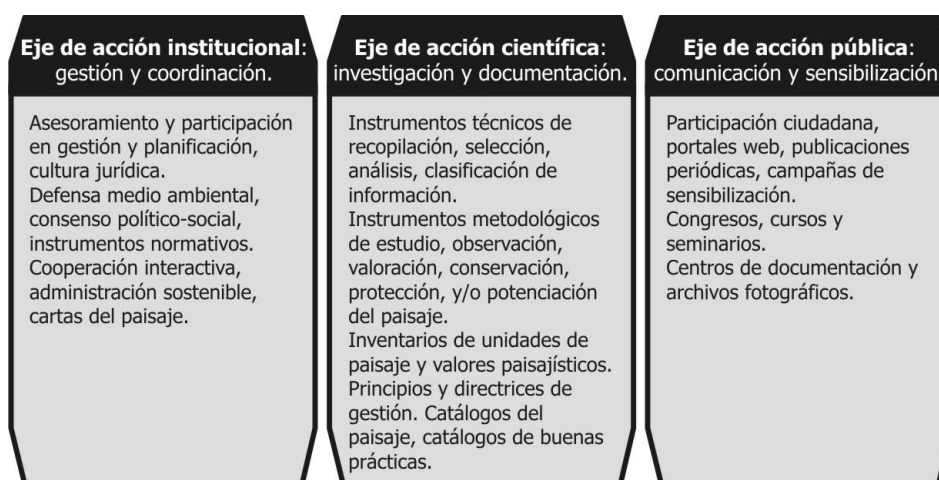 Eje de acción institucional:
gestión y coordinación.
Asesoramiento y participación
en gestión y planificación,
cultura jurídica.
Defensa medio ambiental,
consenso político-social,
instrumentos normativos.
Cooperación interactiva,
administración sostenible,
cartas del paisaje.
Eje de acción científica:
investigación y documentación.
Instrumentos técnicos de
recopilación, selección,
análisis, clasificación de
información.
Instrumentos metodológicos
de estudio, observación,
valoración, conservación,
protección, y/o potenciación
del paisaje.
Inventarios de unidades de
paisaje y valores paisajísticos.
Principios y directrices de
gestión. Catálogos del
paisaje, catálogos de buenas
prácticas.
Eje de acción pública:
comunicación y sensibilización
Participación ciudadana,
portales web, publicaciones
periódicas, campañas de
sensibilización.
Congresos, cursos y
seminarios.
Centros de documentación y
archivos fotográficos.